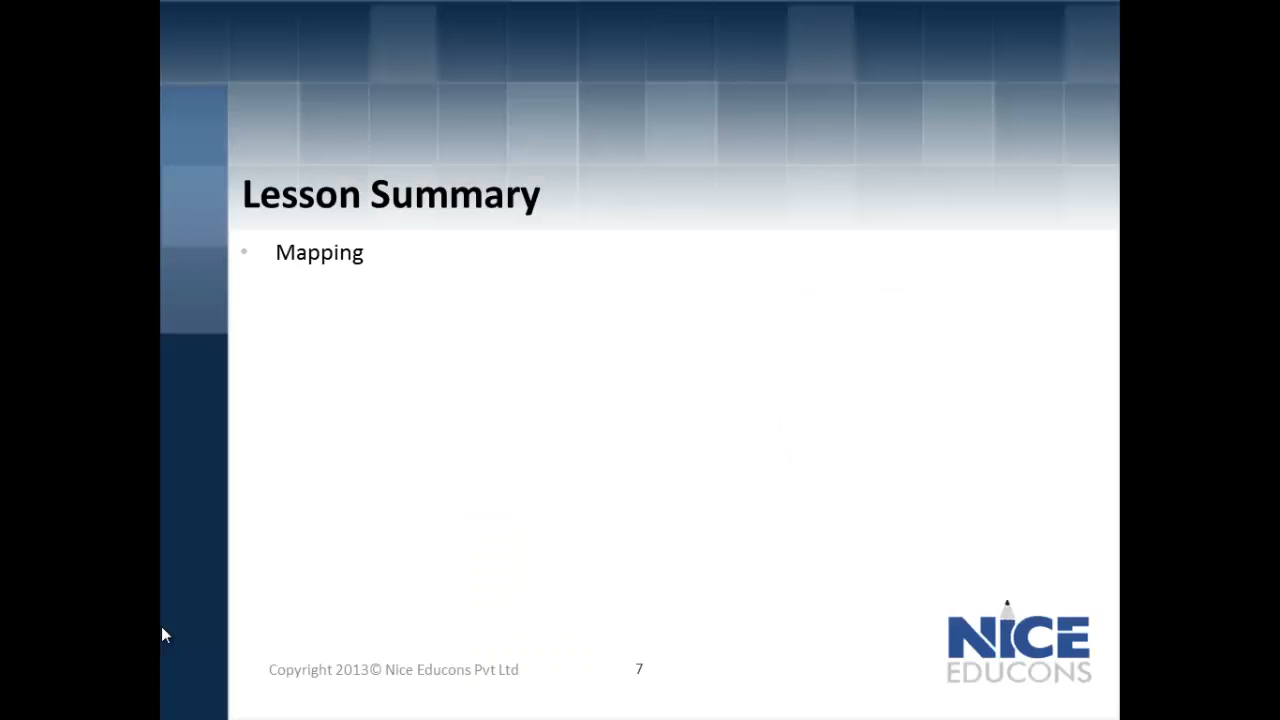 Lesson Summary
• Mapping
Copyright 2013© Nice Educons Pvt Ltd
7
NICE
EDUCONS